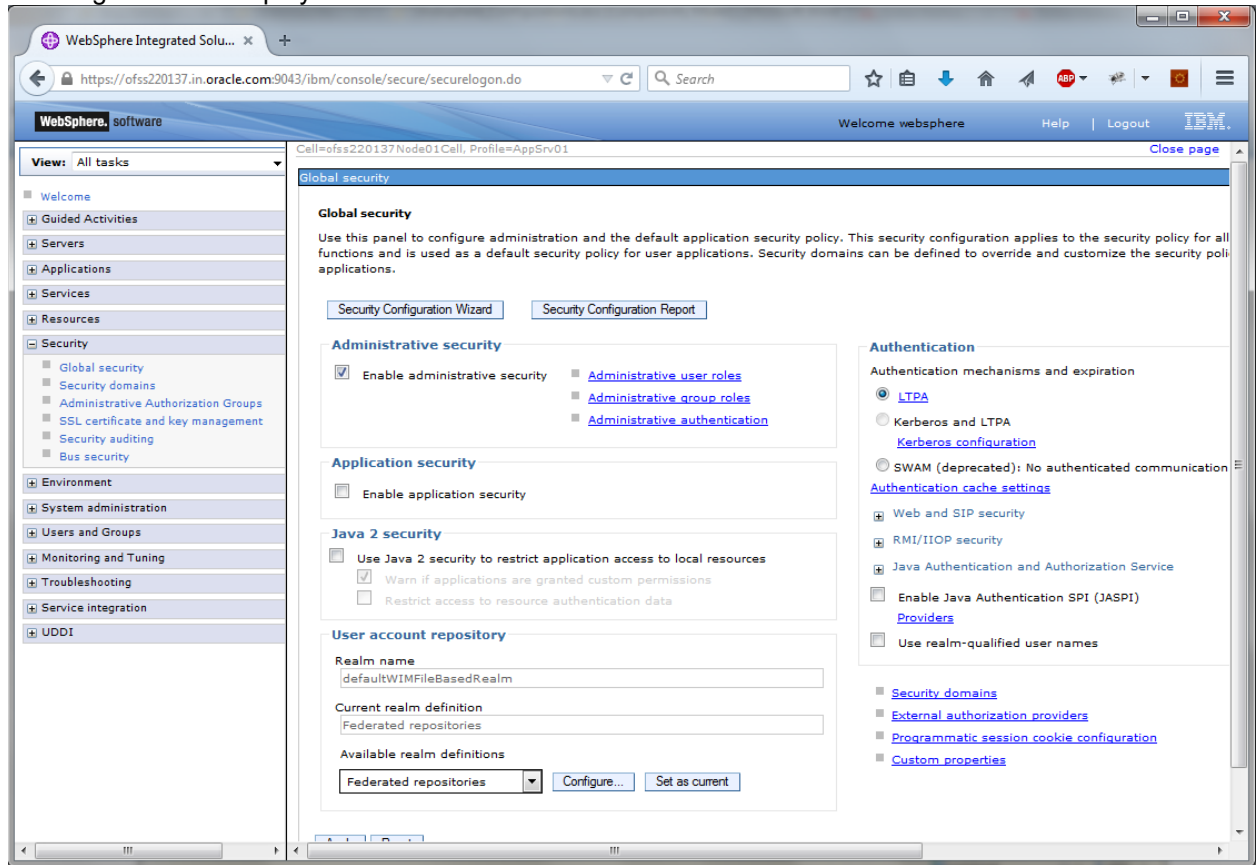 WebSphere Integrated Solu...
https://ofss220137.in.oracle.com:9043/ibm/console/secure/securelogon.do
Search
ABP
WebSphere. software
Welcome websphere
Help | Logout
IBM.
View: All tasks
Welcome
Guided Activities
Servers
Applications
Services
Resources
Security
Global security
Security domains
Administrative Authorization Groups
SSL certificate and key management
Security auditing
Bus security
Environment
System administration
Users and Groups
Monitoring and Tuning
Troubleshooting
Service integration
UDDI
Cell=ofss220137Node01Cell, Profile=AppSrv01
Close page
Global security
Global security
Use this panel to configure administration and the default application security policy. This security configuration applies to the security policy for all
functions and is used as a default security policy for user applications. Security domains can be defined to override and customize the security poli
applications.
Security Configuration Wizard
Security Configuration Report
Administrative security
Enable administrative security
Administrative user roles
Administrative group roles
Administrative authentication
Application security
Enable application security
Java 2 security
Use Java 2 security to restrict application access to local resources
Warn if applications are granted custom permissions
Restrict access to resource authentication data
User account repository
Realm name
defaultWIMFileBasedRealm
Current realm definition
Federated repositories
Available realm definitions
Federated repositories
Configure...
Set as current
Authentication
Authentication mechanisms and expiration
LTPA
Kerberos and LTPA
Kerberos configuration
SWAM (deprecated): No authenticated communication
Authentication cache settings
Web and SIP security
RMI/IIOP security
Java Authentication and Authorization Service
Enable Java Authentication SPI (JASPI)
Providers
Use realm-qualified user names
Security domains
External authorization providers
Programmatic session cookie configuration
Custom properties